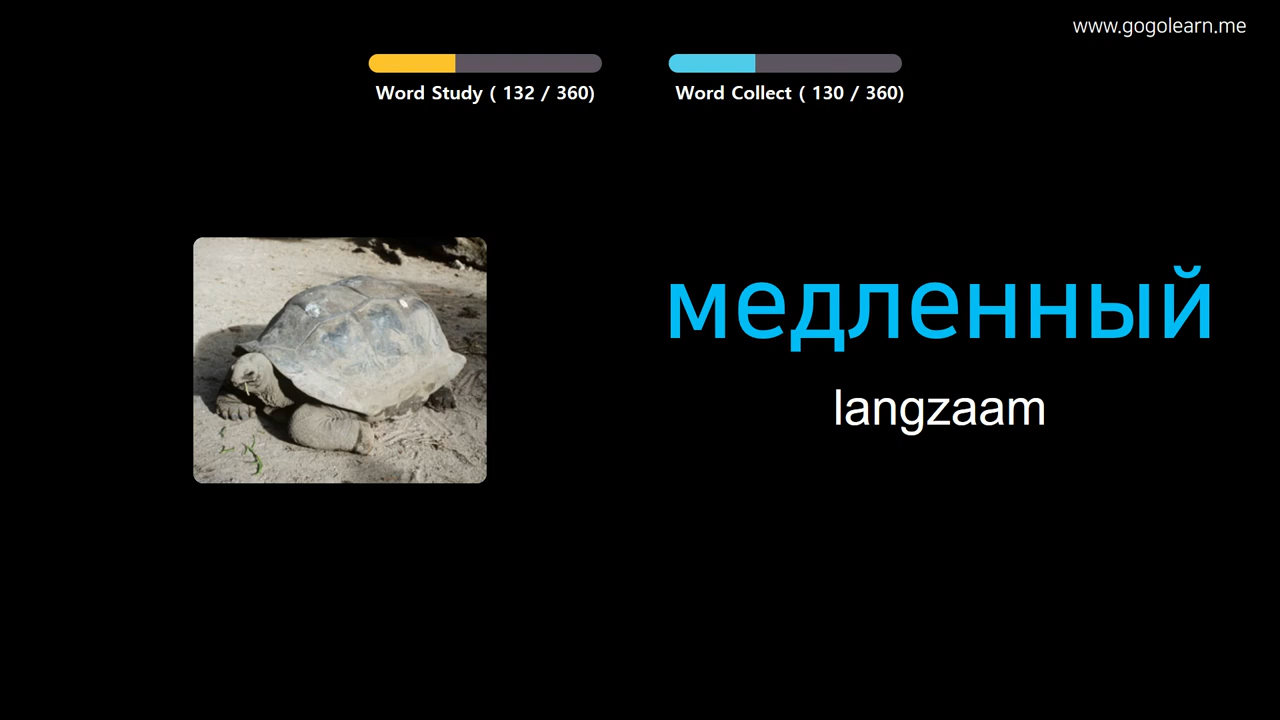 www.gogolearn.me
Word Study ( 132 / 360)
Word Collect ( 130 / 360)
медленный
langzaam